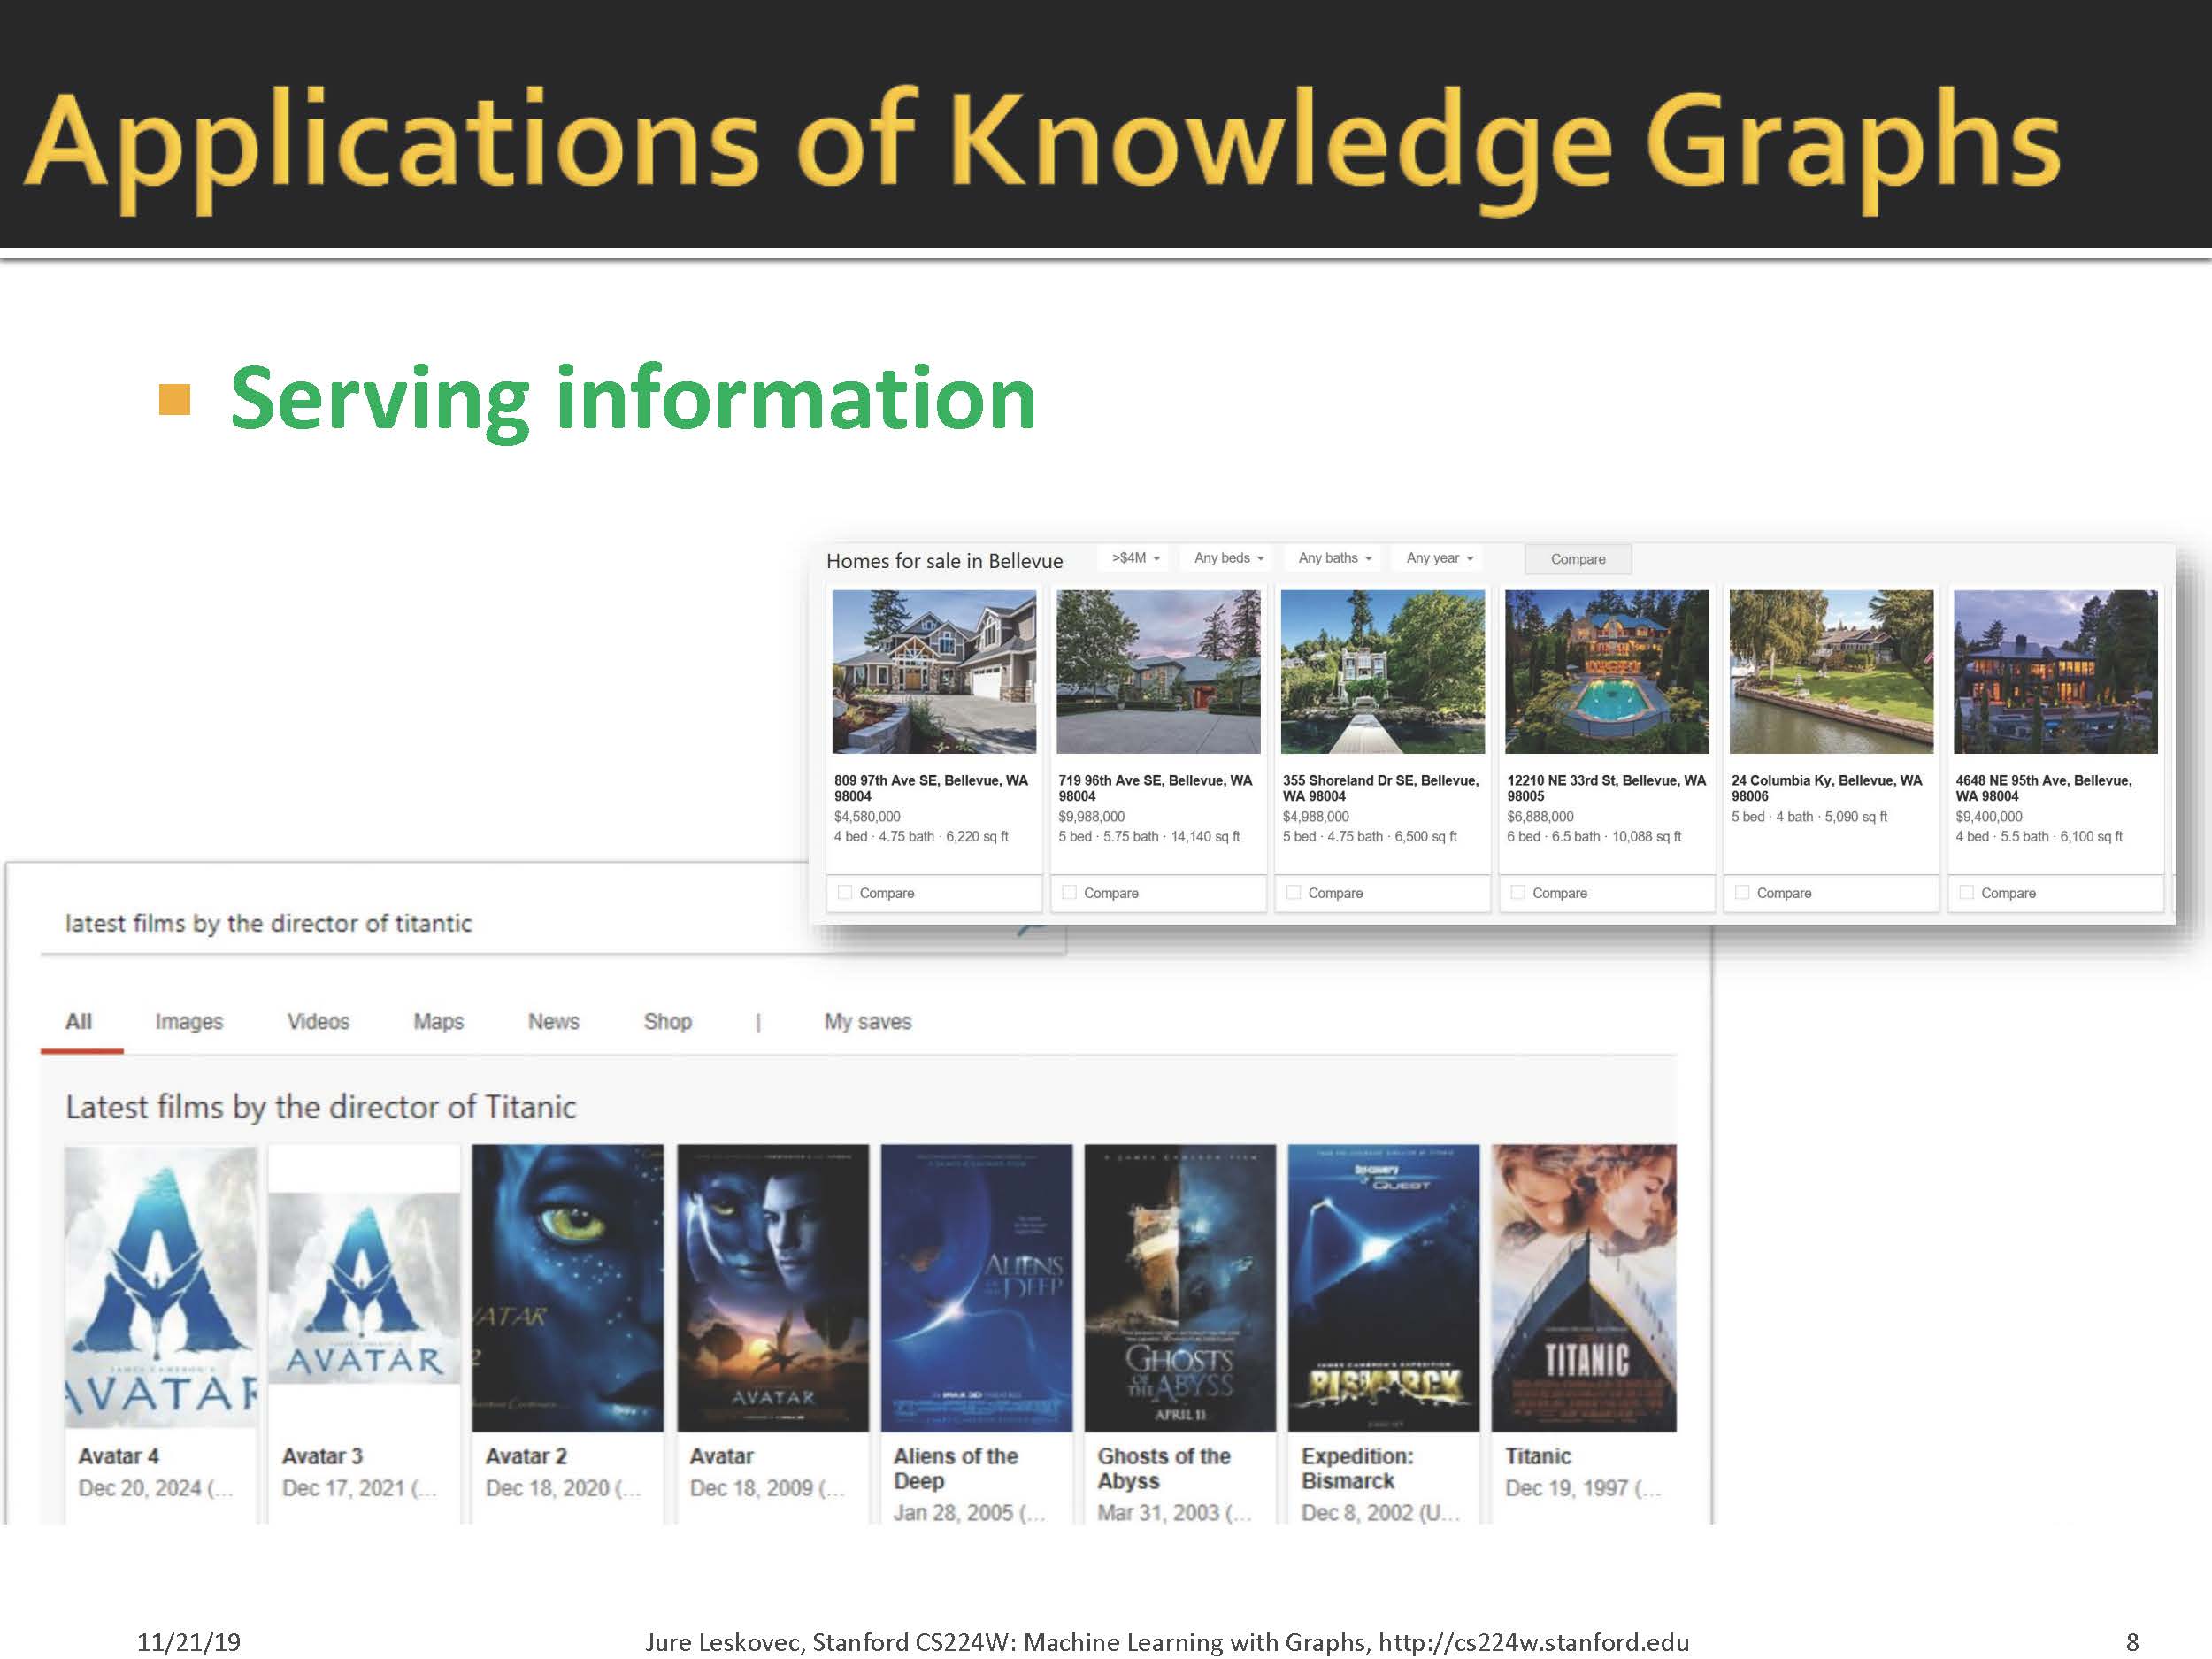 Applications of Knowledge Graphs
Serving information
Homes for sale in Bellevue
>$4M
Any beds
Any baths
Any year
Compare
809 97th Ave SE, Bellevue, WA
98004
$4,580,000
4 bed · 4.75 bath · 6,220 sq ft
Compare
719 96th Ave SE, Bellevue, WA
98004
$9,988,000
5 bed · 5.75 bath · 14,140 sq ft
Compare
355 Shoreland Dr SE, Bellevue,
WA 98004
$4,988,000
5 bed · 4.75 bath · 6,500 sq ft
Compare
12210 NE 33rd St, Bellevue, WA
98005
$6,888,000
6 bed · 6.5 bath · 10,088 sq ft
Compare
24 Columbia Ky, Bellevue, WA
98006
5 bed · 4 bath · 5,090 sq ft
Compare
4648 NE 95th Ave, Bellevue,
WA 98004
$9,400,000
4 bed · 5.5 bath · 6,100 sq ft
Compare
latest films by the director of titantic
All Images Videos Maps News Shop | My saves
Latest films by the director of Titanic
JAMES CAMERON'S
AVATAR
AVATAR
AVATAR
AVATAR
ALIENS
OF THE DEEP
A JAMES CAMERON FILM
GHOSTS
OF THE ABYSS
APRIL 11
Discovery
QUEST
JAMES CAMERON'S EXPEDITION
BISMARCK
TITANIC
Avatar 4
Dec 20, 2024 (...
Avatar 3
Dec 17, 2021 (...
Avatar 2
Dec 18, 2020 (...
Avatar
Dec 18, 2009 (...
Aliens of the
Deep
Jan 28, 2005 (...
Ghosts of the
Abyss
Mar 31, 2003 (...
Expedition:
Bismarck
Dec 8, 2002 (U...
Titanic
Dec 19, 1997 (...
11/21/19
Jure Leskovec, Stanford CS224W: Machine Learning with Graphs, http://cs224w.stanford.edu
8